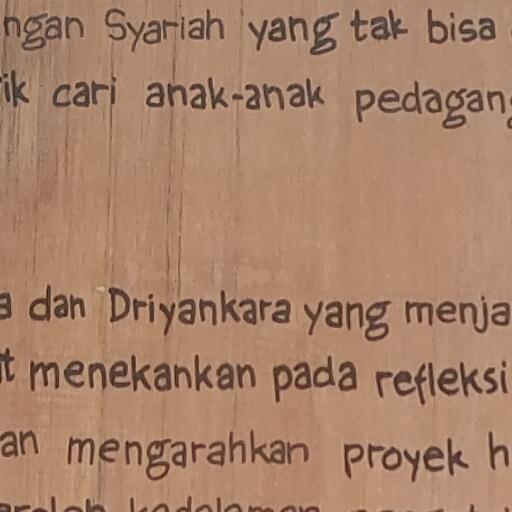 ngan Syariah yang tak bisa
ik cari anak-anak pedagang
a dan Driyankara yang menja
t menekankan pada refleksi
an mengarahkan proyek h